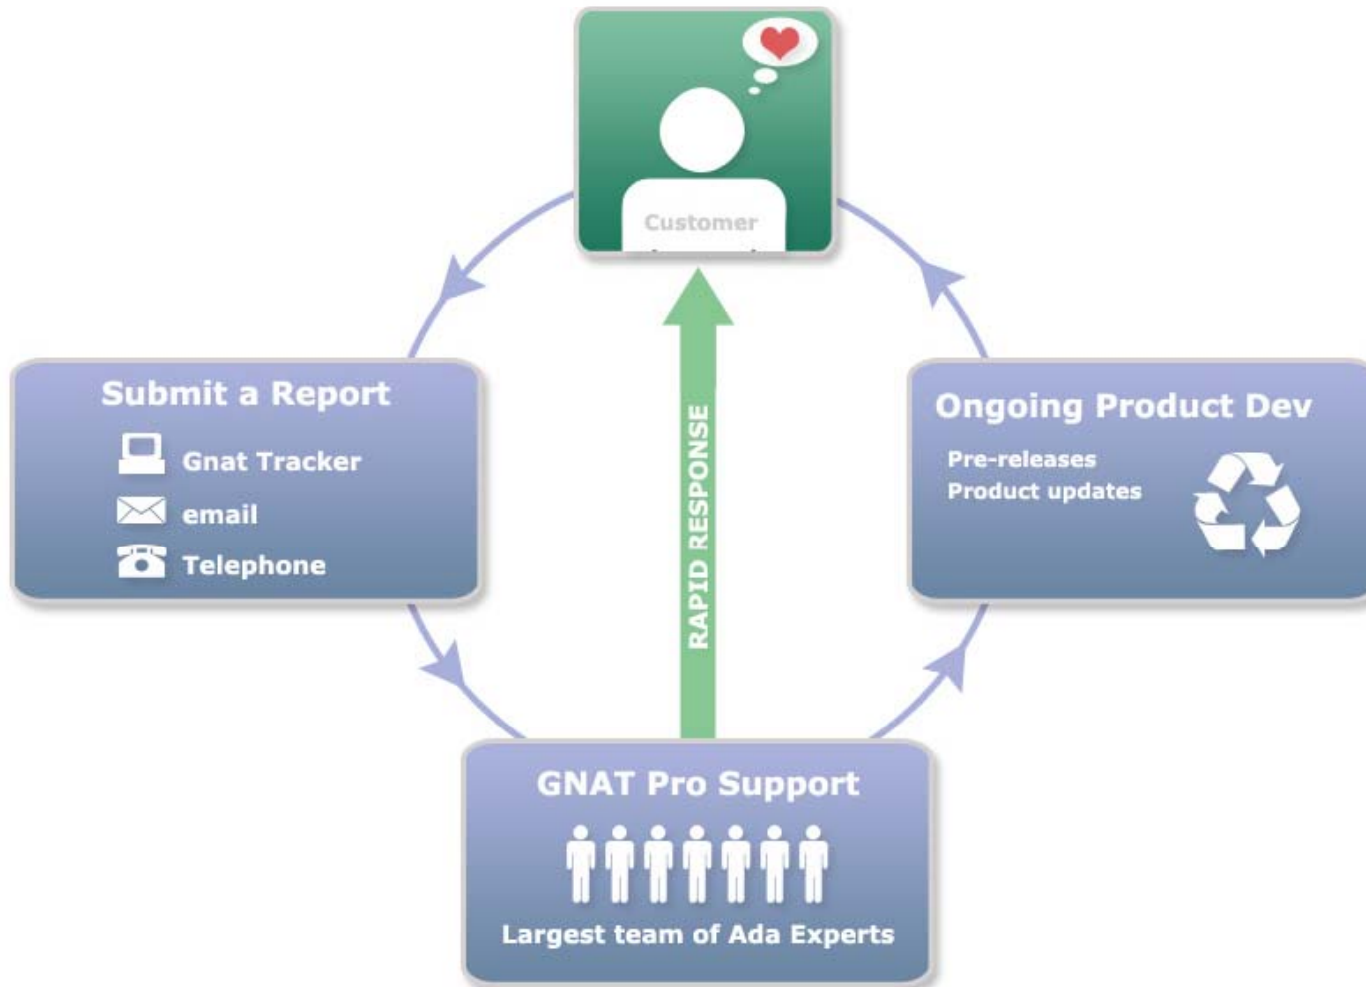 Customer
Submit a Report
Gnat Tracker
email
Telephone
RAPID RESPONSE
Ongoing Product Dev
Pre-releases
Product updates
GNAT Pro Support
Largest team of Ada Experts